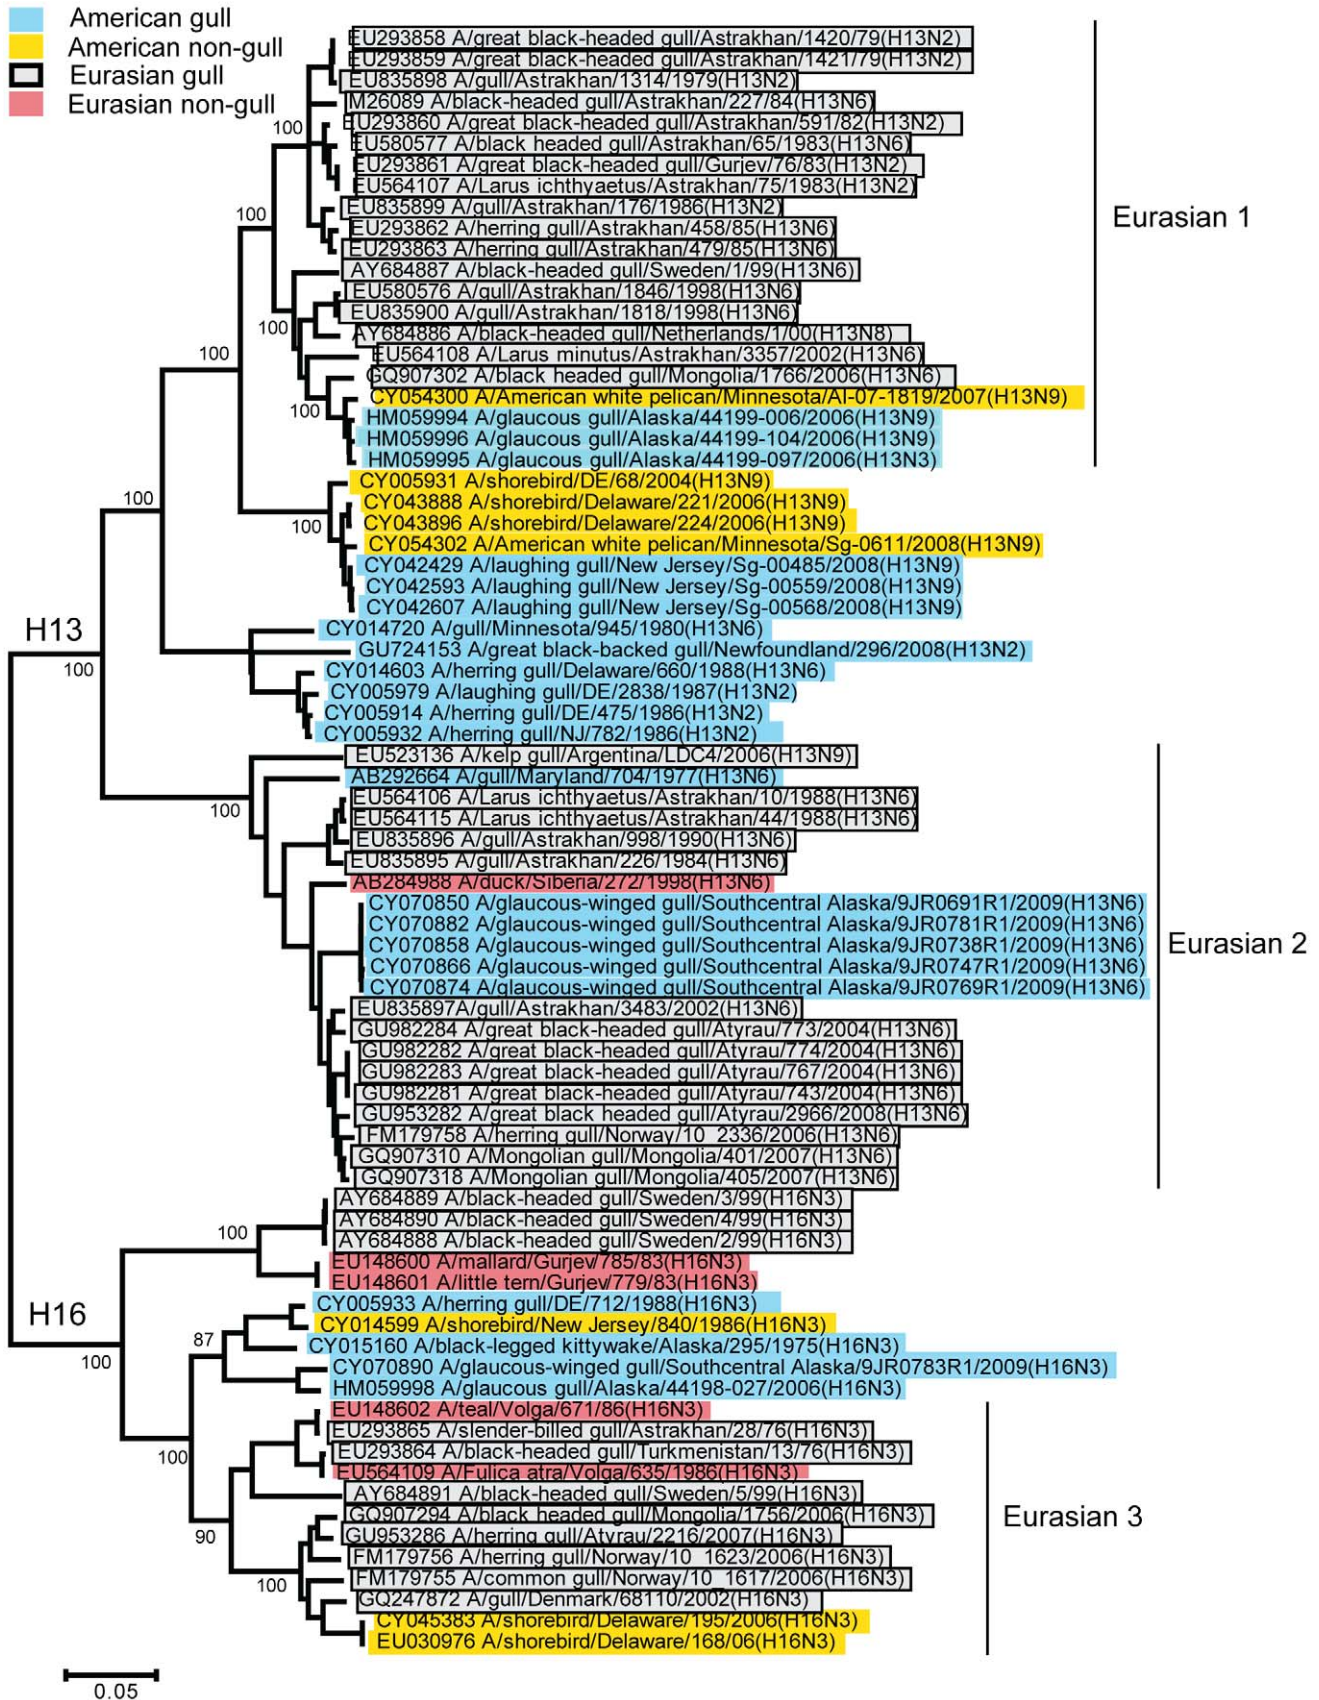 American gull
American non-gull
Eurasian gull
Eurasian non-gull
EU293858 A/great black-headed gull/Astrakhan/1420/79(H13N2)
EU293859 A/great black-headed gull/Astrakhan/1421/79(H13N2)
EU835898 A/gull/Astrakhan/1314/1979(H13N2)
M26089 A/black-headed gull/Astrakhan/227/84(H13N6)
EU293860 A/great black-headed gull/Astrakhan/591/82(H13N2)
EU580577 A/black headed gull/Astrakhan/65/1983(H13N6)
EU293861 A/great black-headed gull/Gurjev/76/83(H13N2)
EU564107 A/Larus ichthyaetus/Astrakhan/75/1983(H13N2)
EU835899 A/gull/Astrakhan/176/1986(H13N2)
EU293862 A/herring gull/Astrakhan/458/85(H13N6)
EU293863 A/herring gull/Astrakhan/479/85(H13N6)
AY684887 A/black-headed gull/Sweden/1/99(H13N6)
EU580576 A/gull/Astrakhan/1846/1998(H13N6)
EU835900 A/gull/Astrakhan/1818/1998(H13N6)
AY684886 A/black-headed gull/Netherlands/1/00(H13N8)
EU564108 A/Larus minutus/Astrakhan/3357/2002(H13N6)
GQ907302 A/black headed gull/Mongolia/1766/2006(H13N6)
CY054300 A/American white pelican/Minnesota/AI-07-1819/2007(H13N9)
HM059994 A/glaucous gull/Alaska/44199-006/2006(H13N9)
HM059996 A/glaucous gull/Alaska/44199-104/2006(H13N9)
HM059995 A/glaucous gull/Alaska/44199-097/2006(H13N3)
Eurasian 1
CY005931 A/shorebird/DE/68/2004(H13N9)
CY043888 A/shorebird/Delaware/221/2006(H13N9)
CY043896 A/shorebird/Delaware/224/2006(H13N9)
CY054302 A/American white pelican/Minnesota/Sg-0611/2008(H13N9)
CY042429 A/laughing gull/New Jersey/Sg-00485/2008(H13N9)
CY042593 A/laughing gull/New Jersey/Sg-00559/2008(H13N9)
CY042607 A/laughing gull/New Jersey/Sg-00568/2008(H13N9)
CY014720 A/gull/Minnesota/945/1980(H13N6)
GU724153 A/great black-backed gull/Newfoundland/296/2008(H13N2)
CY014603 A/herring gull/Delaware/660/1988(H13N6)
CY005979 A/laughing gull/DE/2838/1987(H13N2)
CY005914 A/herring gull/DE/475/1986(H13N2)
CY005932 A/herring gull/NJ/782/1986(H13N2)
EU523136 A/kelp gull/Argentina/LDC4/2006(H13N9)
AB292664 A/gull/Maryland/704/1977(H13N6)
EU564106 A/Larus ichthyaetus/Astrakhan/10/1988(H13N6)
EU564115 A/Larus ichthyaetus/Astrakhan/44/1988(H13N6)
EU835896 A/gull/Astrakhan/998/1990(H13N6)
EU835895 A/gull/Astrakhan/226/1984(H13N6)
AB284988 A/duck/Siberia/272/1998(H13N6)
CY070850 A/glaucous-winged gull/Southcentral Alaska/9JR0691R1/2009(H13N6)
CY070882 A/glaucous-winged gull/Southcentral Alaska/9JR0781R1/2009(H13N6)
CY070858 A/glaucous-winged gull/Southcentral Alaska/9JR0738R1/2009(H13N6)
CY070866 A/glaucous-winged gull/Southcentral Alaska/9JR0747R1/2009(H13N6)
CY070874 A/glaucous-winged gull/Southcentral Alaska/9JR0769R1/2009(H13N6)
EU835897A/gull/Astrakhan/3483/2002(H13N6)
GU982284 A/great black-headed gull/Atyrau/773/2004(H13N6)
GU982282 A/great black-headed gull/Atyrau/774/2004(H13N6)
GU982283 A/great black-headed gull/Atyrau/767/2004(H13N6)
GU982281 A/great black-headed gull/Atyrau/743/2004(H13N6)
GU953282 A/great black headed gull/Atyrau/2966/2008(H13N6)
FM179758 A/herring gull/Norway/10_2336/2006(H13N6)
GQ907310 A/Mongolian gull/Mongolia/401/2007(H13N6)
GQ907318 A/Mongolian gull/Mongolia/405/2007(H13N6)
Eurasian 2
AY684889 A/black-headed gull/Sweden/3/99(H16N3)
AY684890 A/black-headed gull/Sweden/4/99(H16N3)
AY684888 A/black-headed gull/Sweden/2/99(H16N3)
EU148600 A/mallard/Gurjev/785/83(H16N3)
EU148601 A/little tern/Gurjev/779/83(H16N3)
CY005933 A/herring gull/DE/712/1988(H16N3)
CY014599 A/shorebird/New Jersey/840/1986(H16N3)
CY015160 A/black-legged kittywake/Alaska/295/1975(H16N3)
CY070890 A/glaucous-winged gull/Southcentral Alaska/9JR0783R1/2009(H16N3)
HM059998 A/glaucous gull/Alaska/44198-027/2006(H16N3)
EU148602 A/teal/Volga/671/86(H16N3)
EU293865 A/slender-billed gull/Astrakhan/28/76(H16N3)
EU293864 A/black-headed gull/Turkmenistan/13/76(H16N3)
EU564109 A/Fulica atra/Volga/635/1986(H16N3)
AY684891 A/black-headed gull/Sweden/5/99(H16N3)
GQ907294 A/black headed gull/Mongolia/1756/2006(H16N3)
GU953286 A/herring gull/Atyrau/2216/2007(H16N3)
FM179756 A/herring gull/Norway/10_1623/2006(H16N3)
FM179755 A/common gull/Norway/10_1617/2006(H16N3)
GQ247872 A/gull/Denmark/68110/2002(H16N3)
CY045383 A/shorebird/Delaware/195/2006(H16N3)
EU030976 A/shorebird/Delaware/168/06(H16N3)
Eurasian 3
100
100
100
100
100
100
100
H13
100
100
100
H16
87
100
100
90
100
0.05